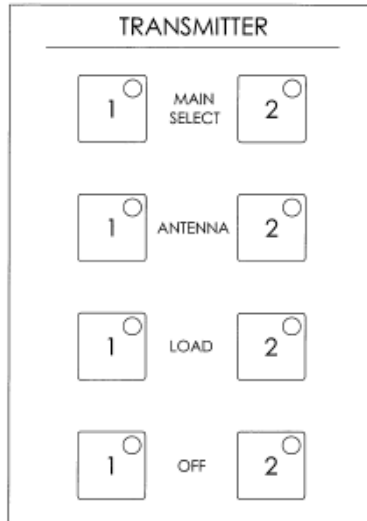 TRANSMITTER
1 MAIN SELECT 2
1 ANTENNA 2
1 LOAD 2
1 OFF 2